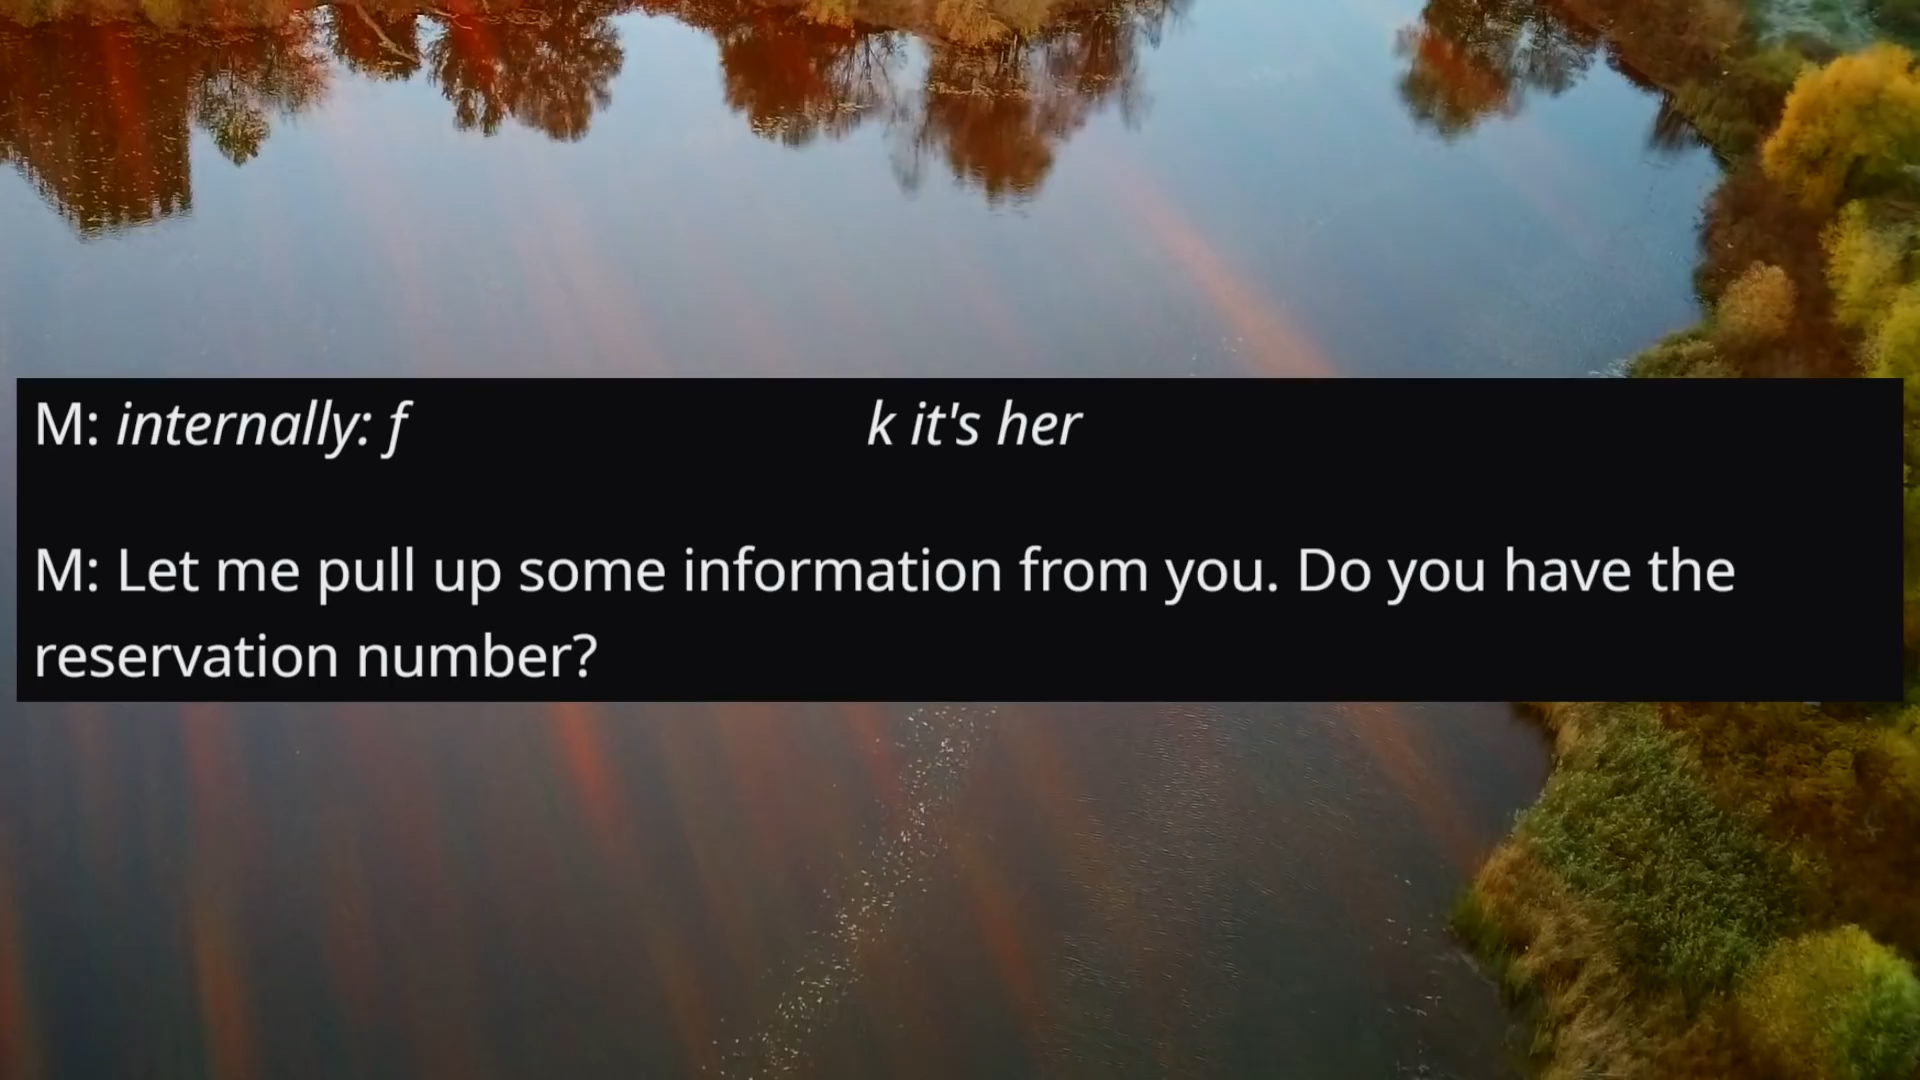 M: internally: f k it's her
M: Let me pull up some information from you. Do you have the
reservation number?